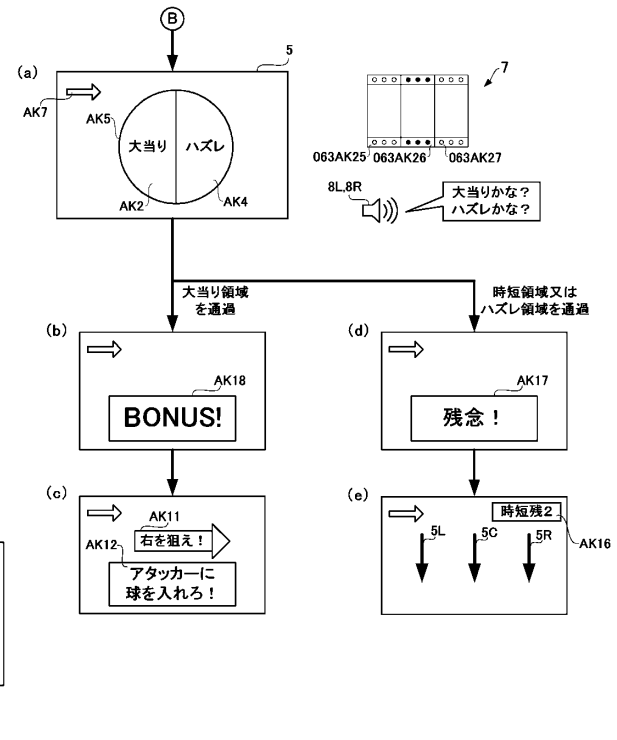 B
(a)
5
AK7
AK5
大当り
ハズレ
AK2
AK4
7
063AK25
063AK26
063AK27
8L,8R
大当りかな？
ハズレかな？
大当り領域
を通過
時短領域又は
ハズレ領域を通過
(b)
AK18
BONUS!
(d)
AK17
残念！
(c)
AK11
右を狙え！
AK12
アタッカーに
球を入れろ！
(e)
時短残2
AK16
5L
5C
5R